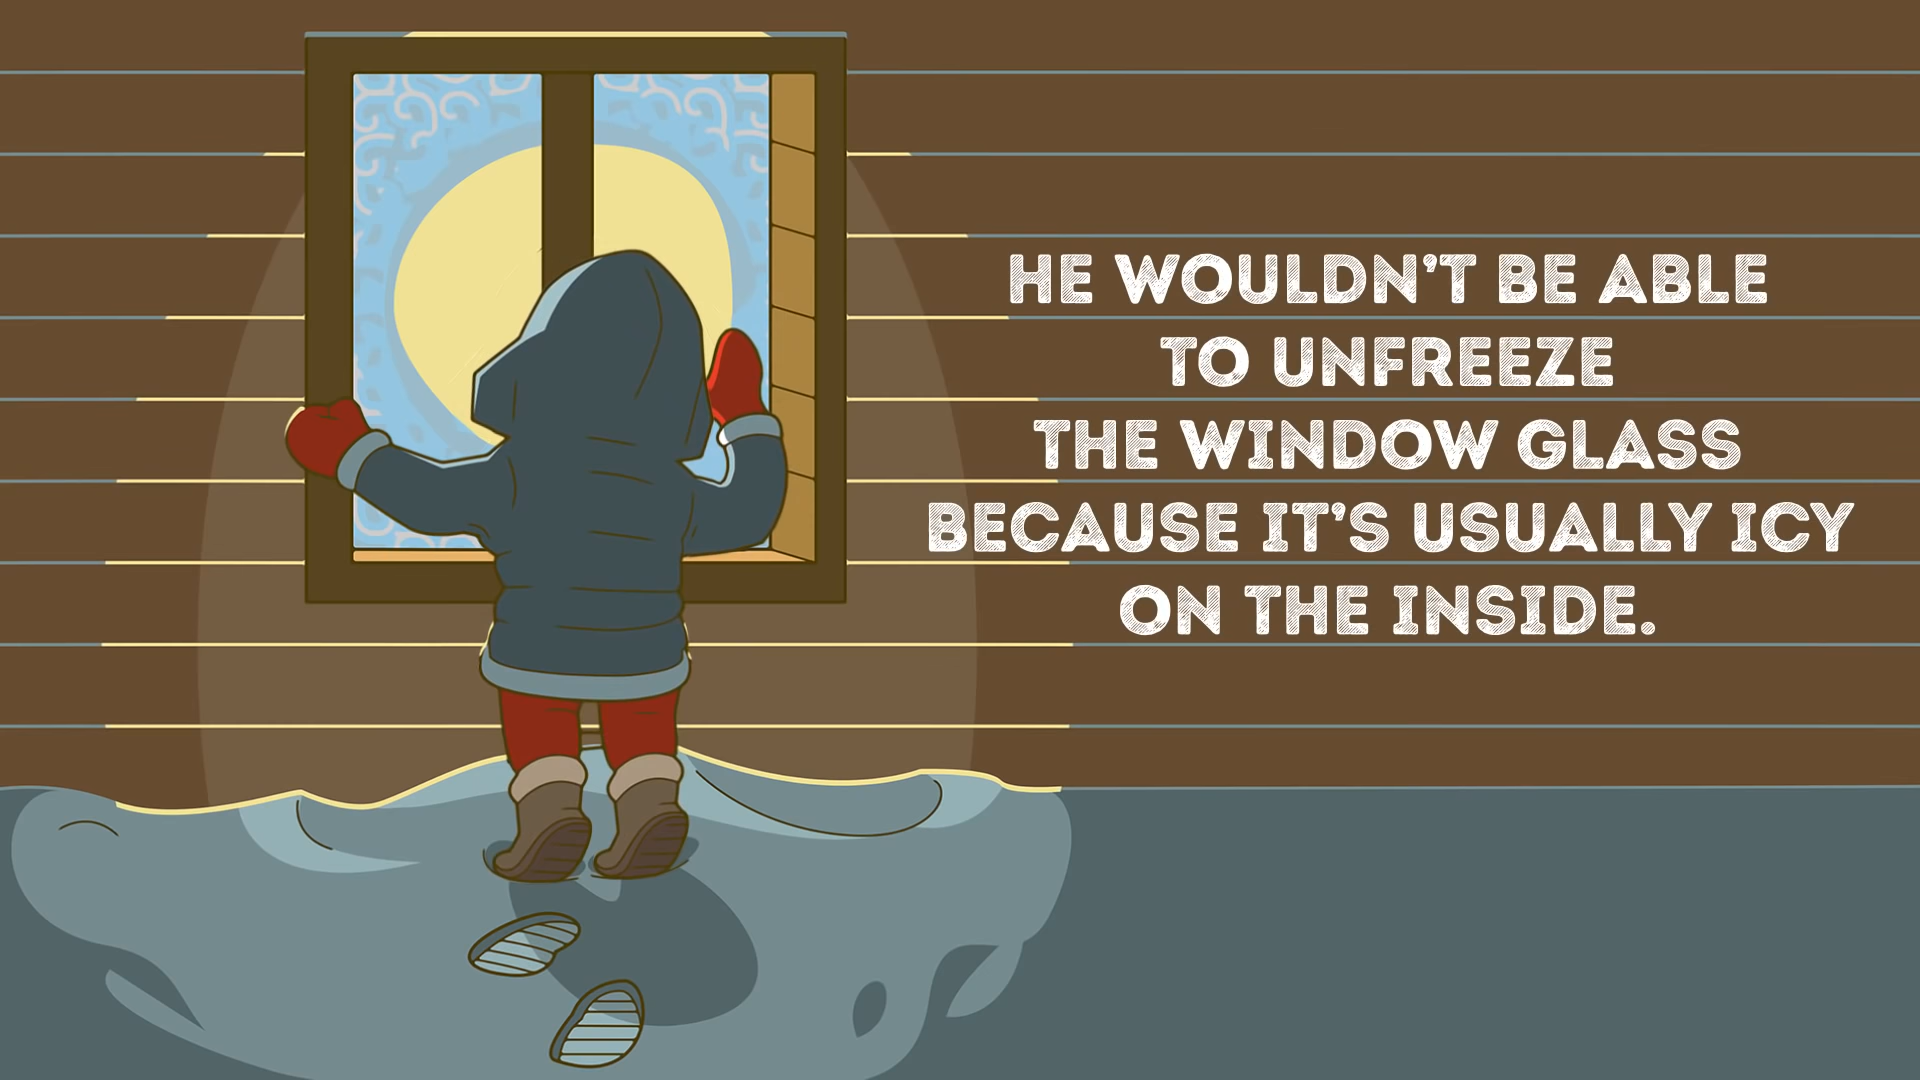 HE WOULDN'T BE ABLE
TO UNFREEZE
THE WINDOW GLASS
BECAUSE IT'S USUALLY ICY
ON THE INSIDE.